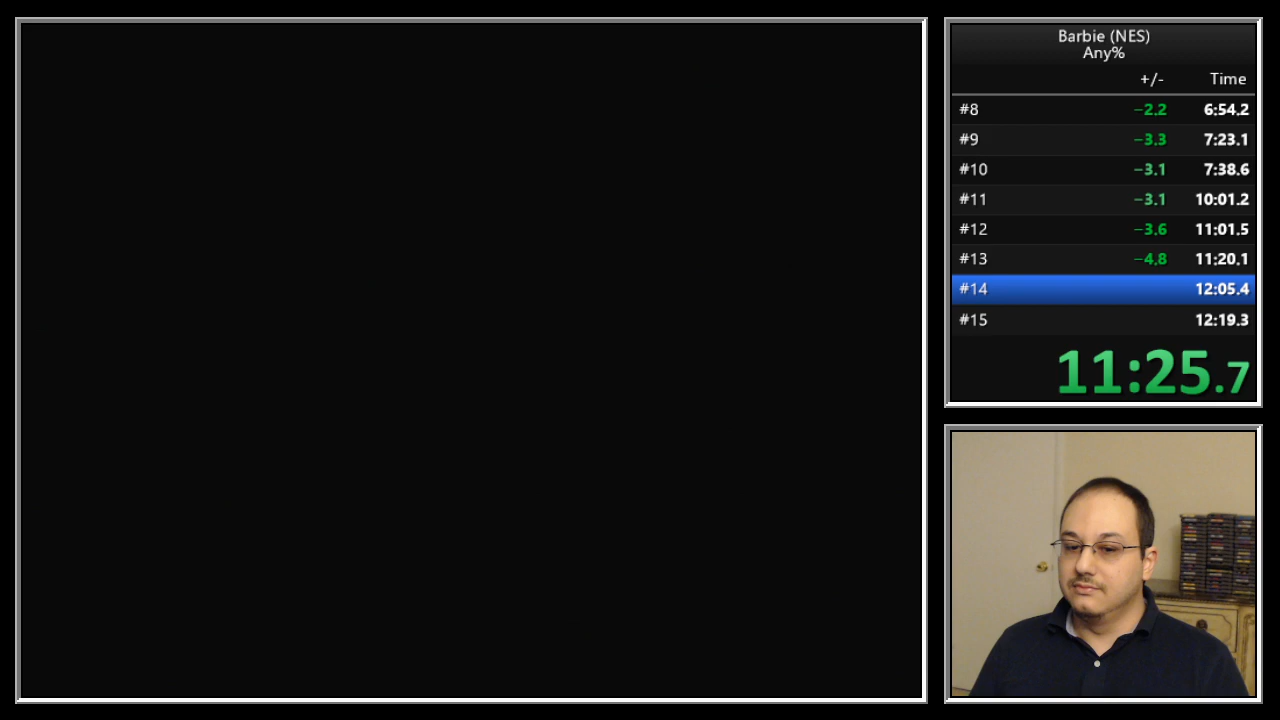 Barbie (NES)
Any%
+/- Time
#8 −2.2 6:54.2
#9 −3.3 7:23.1
#10 −3.1 7:38.6
#11 −3.1 10:01.2
#12 −3.6 11:01.5
#13 −4.8 11:20.1
#14 12:05.4
#15 12:19.3
11:25.7